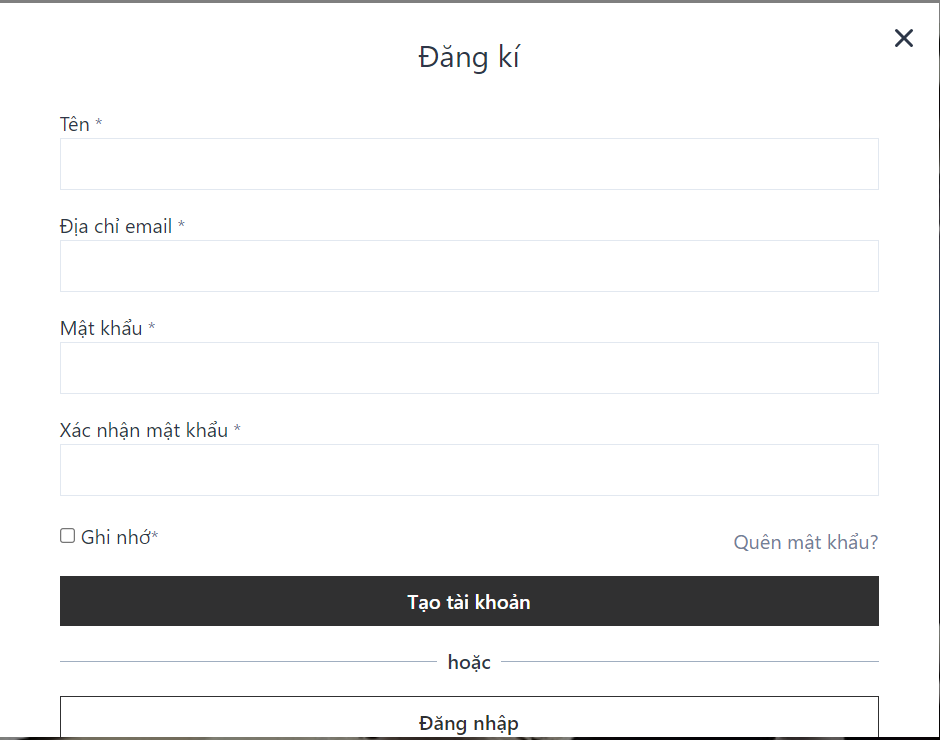 Đăng kí
Tên *
Địa chỉ email *
Mật khẩu *
Xác nhận mật khẩu *
Ghi nhớ*
Quên mật khẩu?
Tạo tài khoản
hoặc
Đăng nhập